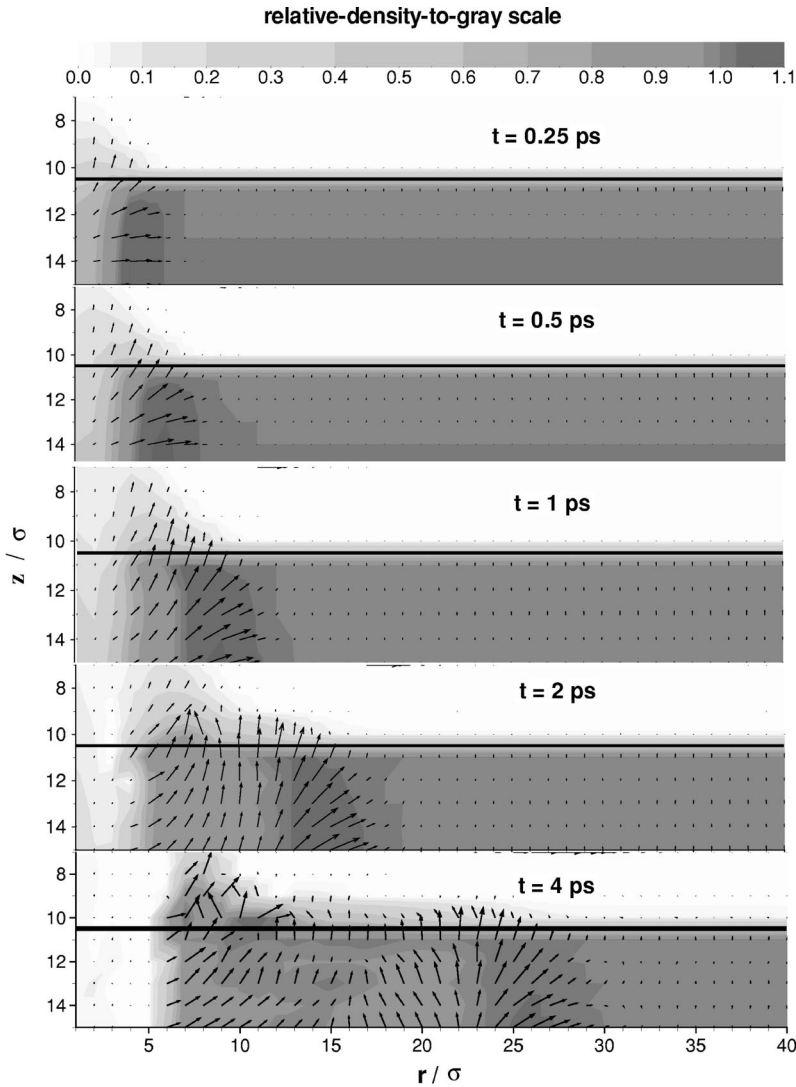 relative-density-to-gray scale
0.0 0.1 0.2 0.3 0.4 0.5 0.6 0.7 0.8 0.9 1.0 1.1
8
t = 0.25 ps
10
12
14
8
t = 0.5 ps
10
12
14
8
t = 1 ps
10
12
14
8
t = 2 ps
10
12
14
8
t = 4 ps
10
12
14
z / σ
5 10 15 20 25 30 35 40
r / σ